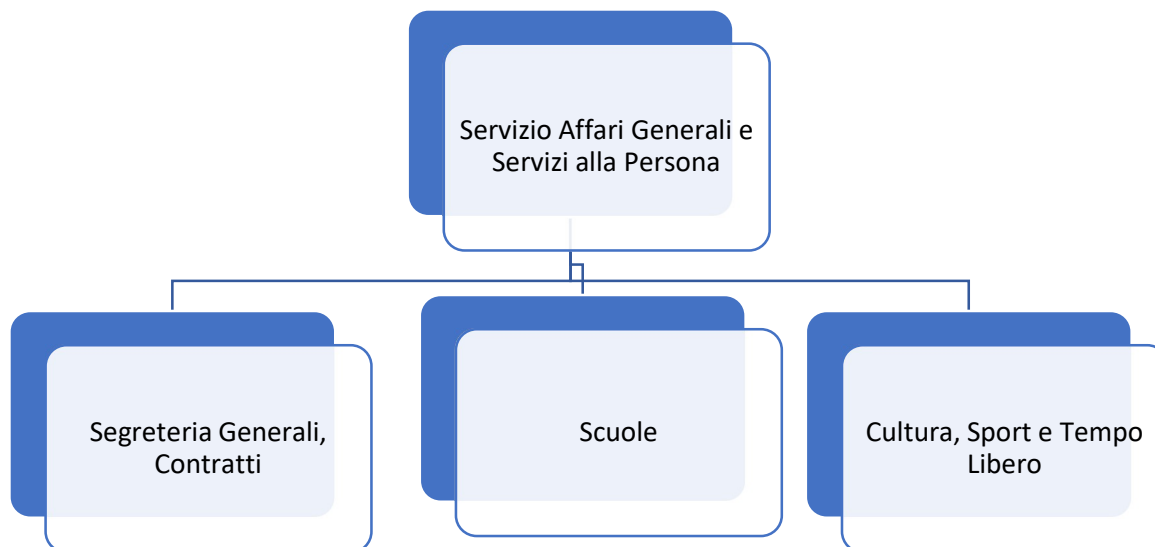 Servizio Affari Generali e
Servizi alla Persona
Segreteria Generali,
Contratti
Scuole
Cultura, Sport e Tempo
Libero